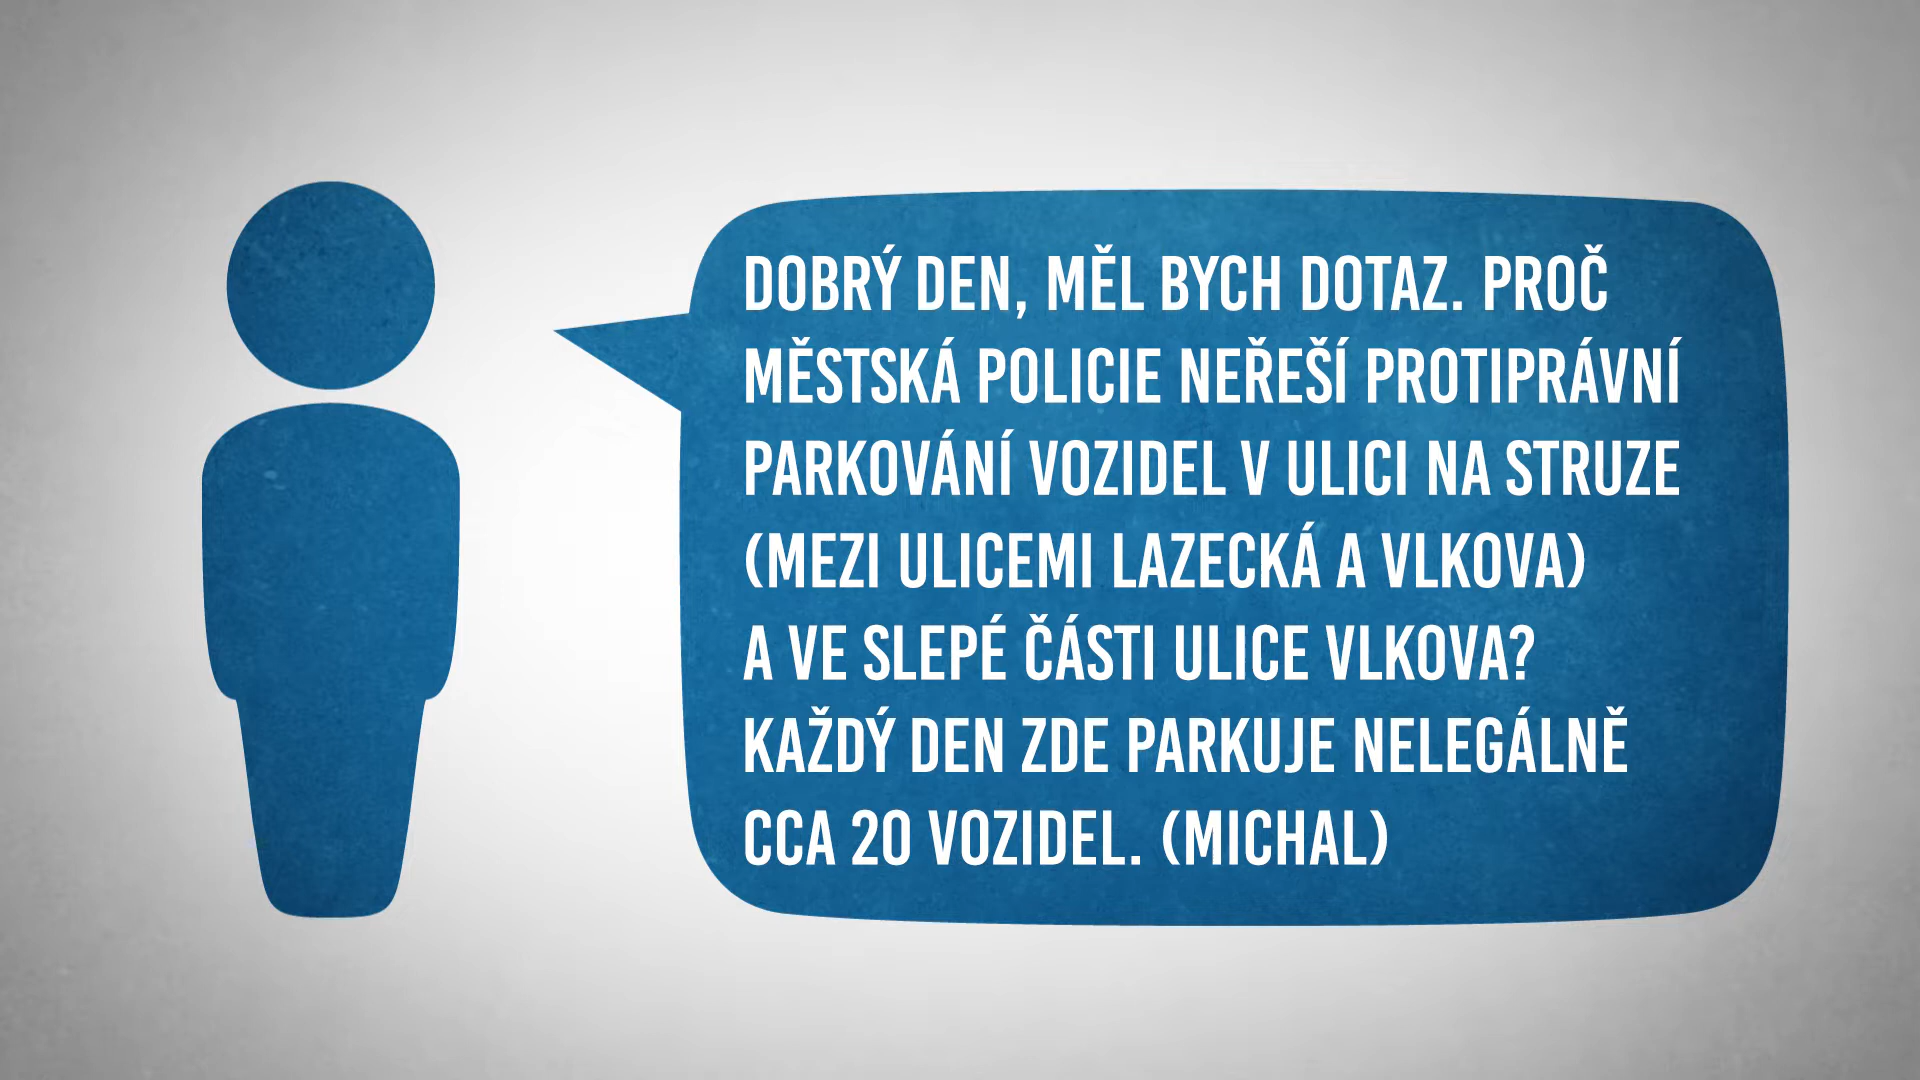 DOBRÝ DEN, MĚL BYCH DOTAZ. PROČ
MĚSTSKÁ POLICIE NEŘEŠÍ PROTIPRÁVNÍ
PARKOVÁNÍ VOZIDEL V ULICI NA STRUZE
(MEZI ULICEMI LAZECKÁ A VLKOVA)
A VE SLEPÉ ČÁSTI ULICE VLKOVA?
KAŽDÝ DEN ZDE PARKUJE NELEGÁLNĚ
CCA 20 VOZIDEL. (MICHAL)